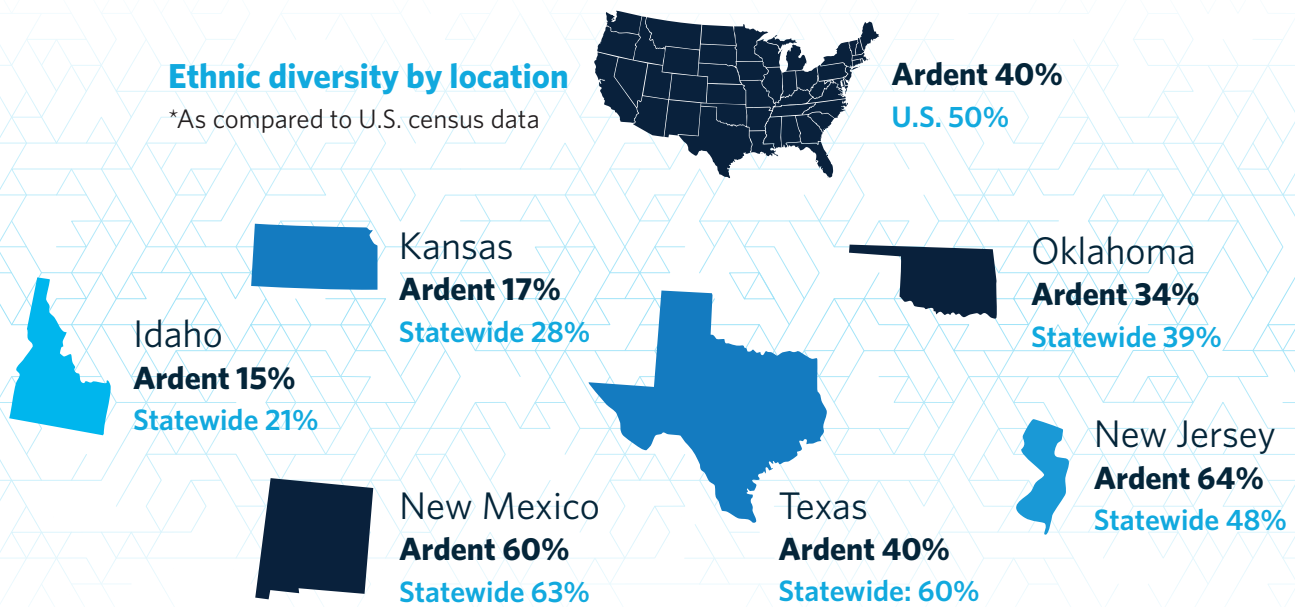 Ethnic diversity by location
*As compared to U.S. census data
Ardent 40%
U.S. 50%
Kansas
Ardent 17%
Statewide 28%
Oklahoma
Ardent 34%
Statewide 39%
Idaho
Ardent 15%
Statewide 21%
New Jersey
Ardent 64%
Statewide 48%
New Mexico
Ardent 60%
Statewide 63%
Texas
Ardent 40%
Statewide: 60%